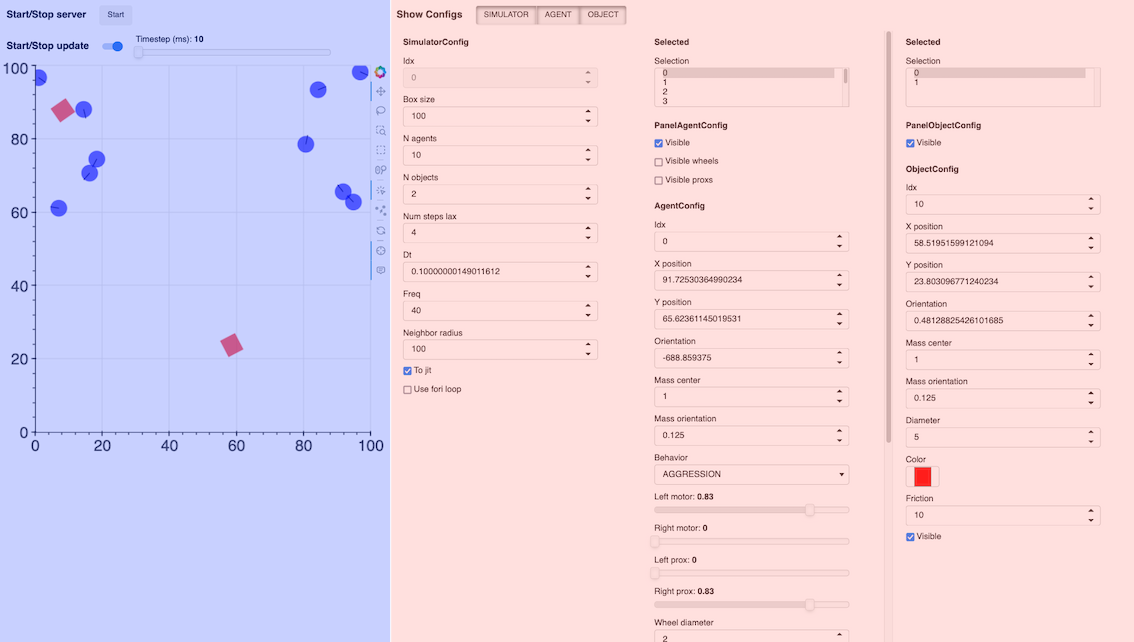 Start/Stop server
Start
Start/Stop update
Timestep (ms): 10
100
80
60
40
20
0
0 20 40 60 80 100
Show Configs
SIMULATOR AGENT OBJECT
SimulatorConfig
Idx
0
Box size
100
N agents
10
N objects
2
Num steps lax
4
Dt
0.10000000149011612
Freq
40
Neighbor radius
100
To jit
Use fori loop
Selected
Selection
0
1
2
3
PanelAgentConfig
Visible
Visible wheels
Visible proxs
AgentConfig
Idx
0
X position
91.72530364990234
Y position
65.62361145019531
Orientation
-688.859375
Mass center
1
Mass orientation
0.125
Behavior
AGGRESSION
Left motor: 0.83
Right motor: 0
Left prox: 0
Right prox: 0.83
Wheel diameter
2
Selected
Selection
0
1
PanelObjectConfig
Visible
ObjectConfig
Idx
10
X position
58.51951599121094
Y position
23.803096771240234
Orientation
0.48128825426101685
Mass center
1
Mass orientation
0.125
Diameter
5
Color
Friction
10
Visible